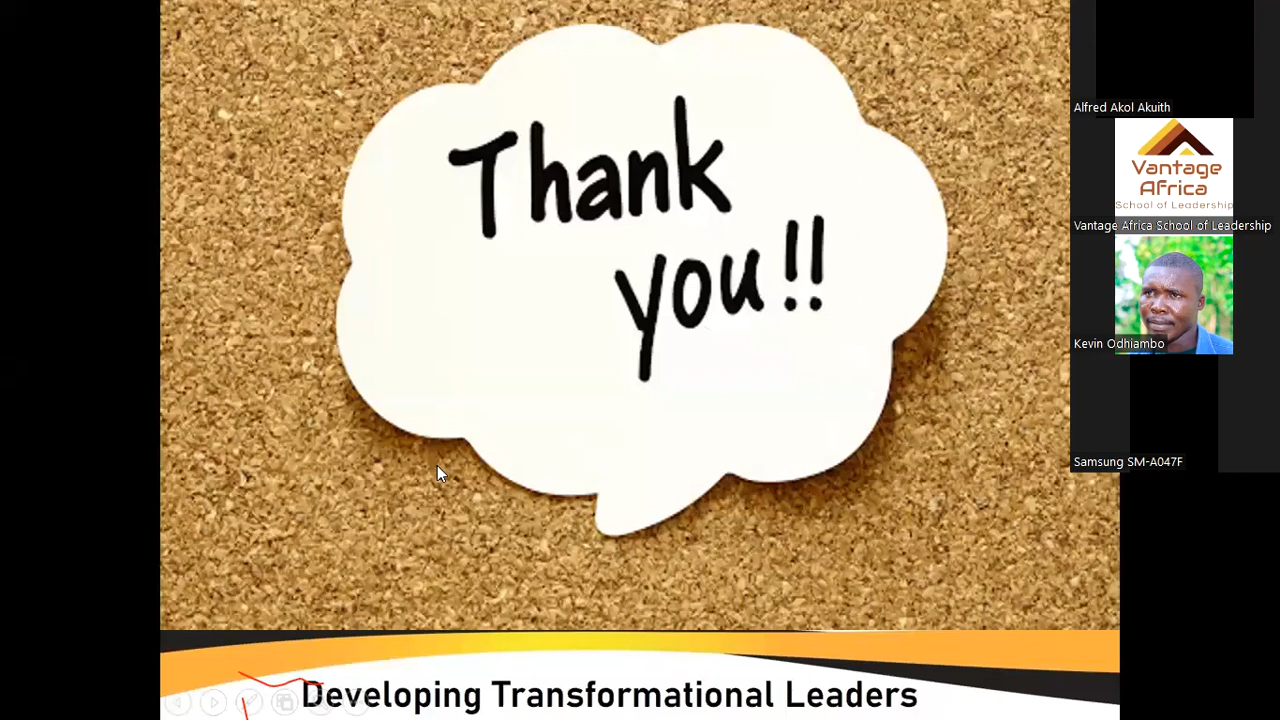 Thank
you!!
Developing Transformational Leaders
Alfred Akol Akuith
Vantage
Africa
School of Leadership
Vantage Africa School of Leadership
Kevin Odhiambo
Samsung SM-A047F